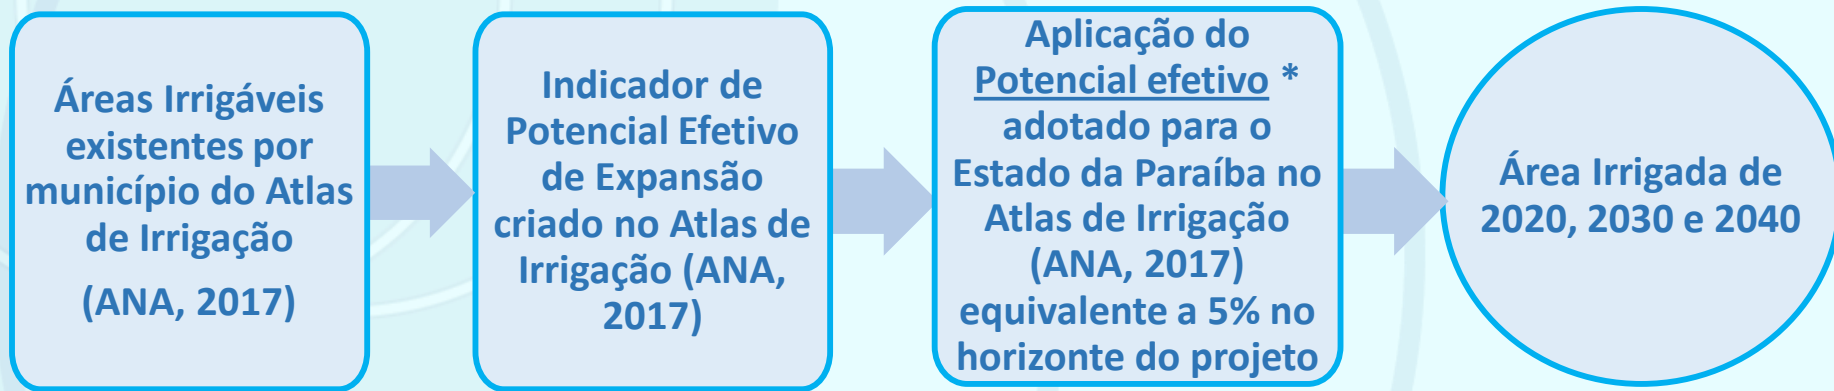 Áreas Irrigáveis
existentes por
município do Atlas
de Irrigação
(ANA, 2017)
Indicador de
Potencial Efetivo
de Expansão
criado no Atlas de
Irrigação (ANA,
2017)
Aplicação do
Potencial efetivo *
adotado para o
Estado da Paraíba no
Atlas de Irrigação
(ANA, 2017)
equivalente a 5% no
horizonte do projeto
Área Irrigada de
2020, 2030 e 2040